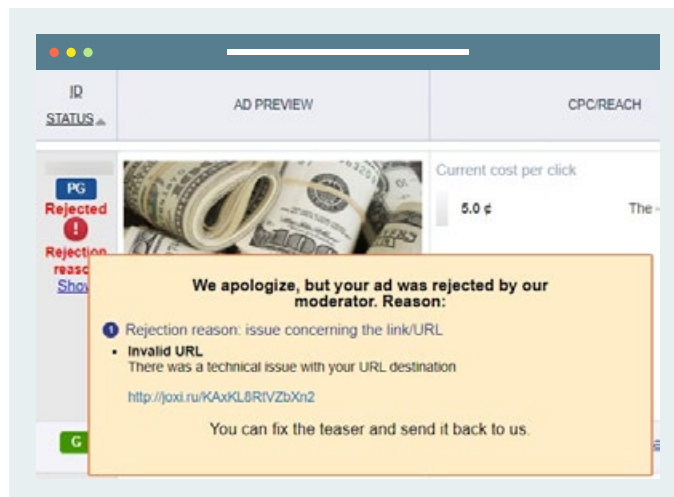 ID
STATUS
AD PREVIEW
CPC/REACH
PG
Rejected
Rejection
Current cost per click
5.0 ¢
The
We apologize, but your ad was rejected by our
moderator. Reason:
1 Rejection reason: issue concerning the link/URL
• Invalid URL
There was a technical issue with your URL destination
http://joxi.ru/KAxKL8RtVZbXn2
You can fix the teaser and send it back to us.
G